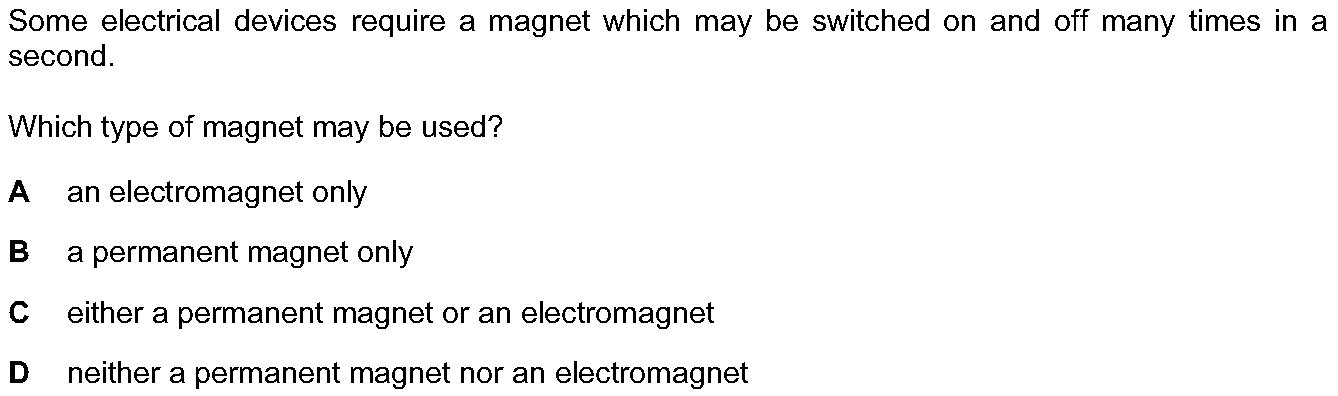 Some electrical devices require a magnet which may be switched on and off many times in a
second.
Which type of magnet may be used?
A an electromagnet only
B a permanent magnet only
C either a permanent magnet or an electromagnet
D neither a permanent magnet nor an electromagnet